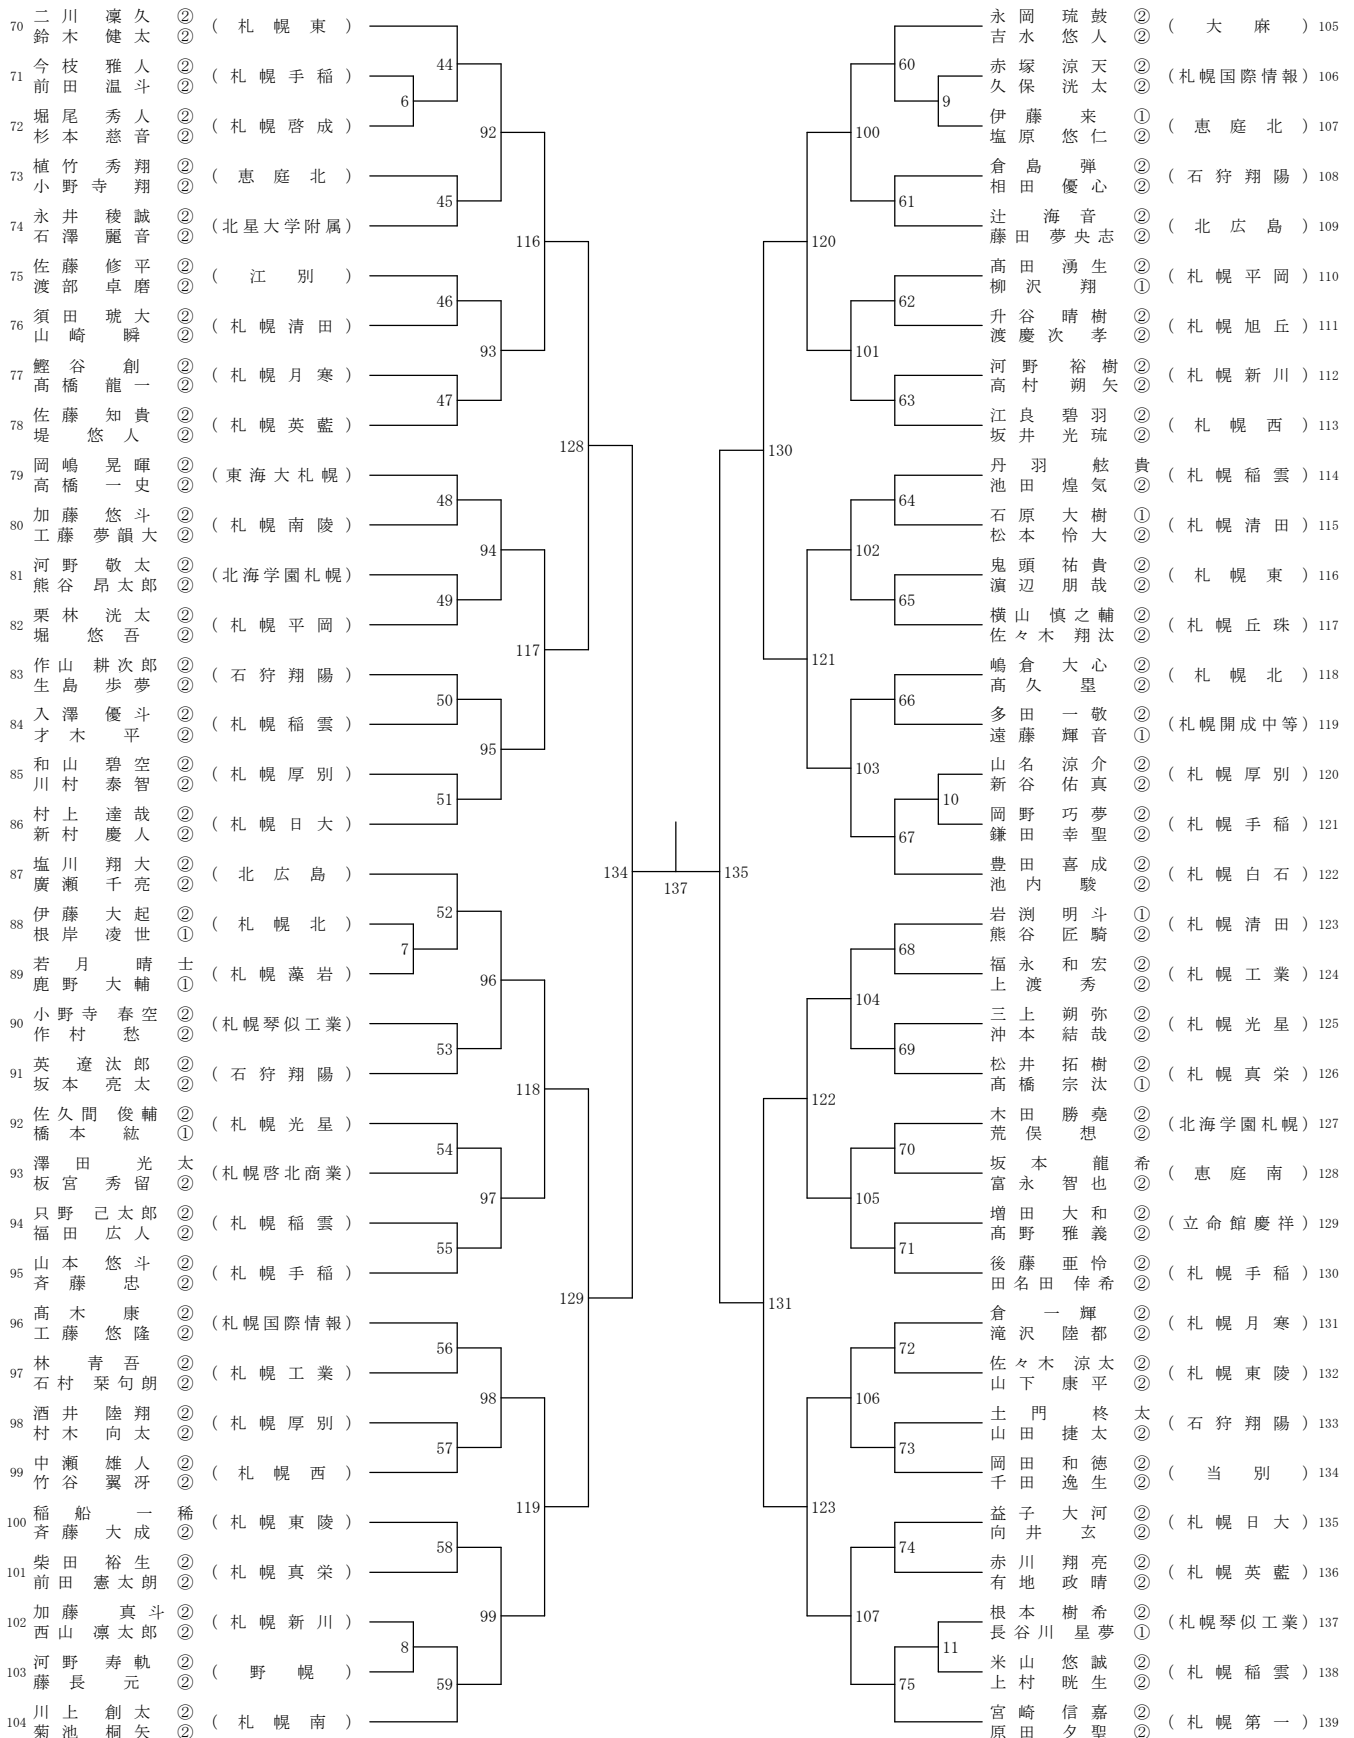 70 二川 凜久 ② (札幌東)
鈴木 健太 ②
71 今枝 雅人 ② (札幌手稲)
前田 温斗 ②
72 堀尾 秀人 ② (札幌啓成)
杉本 慈音 ②
73 植竹 秀翔 ② (恵庭北)
小野寺 翔 ②
74 永井 稜誠 ② (北星大学附属)
石澤 麗音 ②
75 佐藤 修平 ② (江別)
渡部 卓磨 ②
76 須田 琥大 ② (札幌清田)
山崎 瞬 ②
77 鰹谷 創 ② (札幌月寒)
髙橋 龍一 ②
78 佐藤 知貴 ② (札幌英藍)
堤 悠人 ②
79 岡嶋 晃暉 ② (東海大札幌)
高橋 一史 ②
80 加藤 悠斗 ② (札幌南陵)
工藤 夢韻大 ②
81 河野 敬太 ② (北海学園札幌)
熊谷 昂太郎 ②
82 栗林 洸太 ② (札幌平岡)
堀 悠吾 ②
83 作山 耕次郎 ② (石狩翔陽)
生島 歩夢 ②
84 入澤 優斗 ② (札幌稲雲)
才木 平 ②
85 和山 碧空 ② (札幌厚別)
川村 泰智 ②
86 村上 達哉 ② (札幌日大)
新村 慶人 ②
87 塩川 翔大 ② (北広島)
廣瀬 千亮 ②
88 伊藤 大起 ② (札幌北)
根岸 凌世 ①
89 若月 晴士 (札幌藻岩)
鹿野 大輔 ①
90 小野寺 春空 ② (札幌琴似工業)
作村 愁 ②
91 英 遼汰郎 ② (石狩翔陽)
坂本 亮太 ②
92 佐久間 俊輔 ② (札幌光星)
橋本 紘 ①
93 澤田 光太 (札幌啓北商業)
板宮 秀留 ②
94 只野 己太郎 ② (札幌稲雲)
福田 広人 ②
95 山本 悠斗 ② (札幌手稲)
斉藤 忠 ②
96 髙木 康 ② (札幌国際情報)
工藤 悠隆 ②
97 林 青吾 ② (札幌工業)
石村 栞句朗 ②
98 酒井 陸翔 ② (札幌厚別)
村木 向太 ②
99 中瀬 雄人 ② (札幌西)
竹谷 翼冴 ②
100 稲船 一稀 (札幌東陵)
斉藤 大成 ②
101 柴田 裕生 ② (札幌真栄)
前田 憲太朗 ②
102 加藤 真斗 ② (札幌新川)
西山 凛太郎 ②
103 河野 寿軌 ② (野幌)
藤長 元 ②
104 川上 創太 ② (札幌南)
菊池 桐矢 ②
44
6
92
45
116
46
93
47
128
48
94
49
117
50
95
51
134
52
7
96
53
118
54
97
55
129
56
98
57
119
58
99
8
59
137
135
60
9
100
61
120
62
101
63
130
64
102
65
121
66
103
10
67
68
104
69
122
70
105
71
131
72
106
73
123
74
107
11
75
永岡 琉鼓 ② (大麻) 105
吉水 悠人 ②
赤塚 涼天 ② (札幌国際情報) 106
久保 洸太 ②
伊藤 来 ① (恵庭北) 107
塩原 悠仁 ②
倉島 弾 ② (石狩翔陽) 108
相田 優心 ②
辻 海音 ② (北広島) 109
藤田 夢央志 ②
髙田 湧生 ② (札幌平岡) 110
柳沢 翔 ①
升谷 晴樹 ② (札幌旭丘) 111
渡慶次 孝 ②
河野 裕樹 ② (札幌新川) 112
高村 朔矢 ②
江良 碧羽 ② (札幌西) 113
坂井 光琉 ②
丹羽 舷貴 (札幌稲雲) 114
池田 煌気 ②
石原 大樹 ① (札幌清田) 115
松本 怜大 ②
鬼頭 祐貴 ② (札幌東) 116
濵辺 朋哉 ②
横山 慎之輔 ② (札幌丘珠) 117
佐々木 翔汰 ②
嶋倉 大心 ② (札幌北) 118
髙久 塁 ②
多田 一敬 ② (札幌開成中等) 119
遠藤 輝音 ①
山名 涼介 ② (札幌厚別) 120
新谷 佑真 ②
岡野 巧夢 ② (札幌手稲) 121
鎌田 幸聖 ②
豊田 喜成 ② (札幌白石) 122
池内 駿 ②
岩渕 明斗 ① (札幌清田) 123
熊谷 匠騎 ②
福永 和宏 ② (札幌工業) 124
上渡 秀 ②
三上 朔弥 ② (札幌光星) 125
沖本 結哉 ②
松井 拓樹 ② (札幌真栄) 126
髙橋 宗汰 ①
木田 勝堯 ② (北海学園札幌) 127
荒俣 想 ②
坂本 龍希 (恵庭南) 128
富永 智也 ②
増田 大和 ② (立命館慶祥) 129
髙野 雅義 ②
後藤 亜怜 ② (札幌手稲) 130
田名田 倖希 ②
倉 一輝 ② (札幌月寒) 131
滝沢 陸都 ②
佐々木 涼太 ② (札幌東陵) 132
山下 康平 ②
土門 柊太 (石狩翔陽) 133
山田 捷太 ②
岡田 和徳 ② (当別) 134
千田 逸生 ②
益子 大河 ② (札幌日大) 135
向井 玄 ②
赤川 翔亮 ② (札幌英藍) 136
有地 政晴 ②
根本 樹希 ② (札幌琴似工業) 137
長谷川 星夢 ①
米山 悠誠 ② (札幌稲雲) 138
上村 晄生 ②
宮崎 信嘉 ② (札幌第一) 139
原田 夕聖 ②